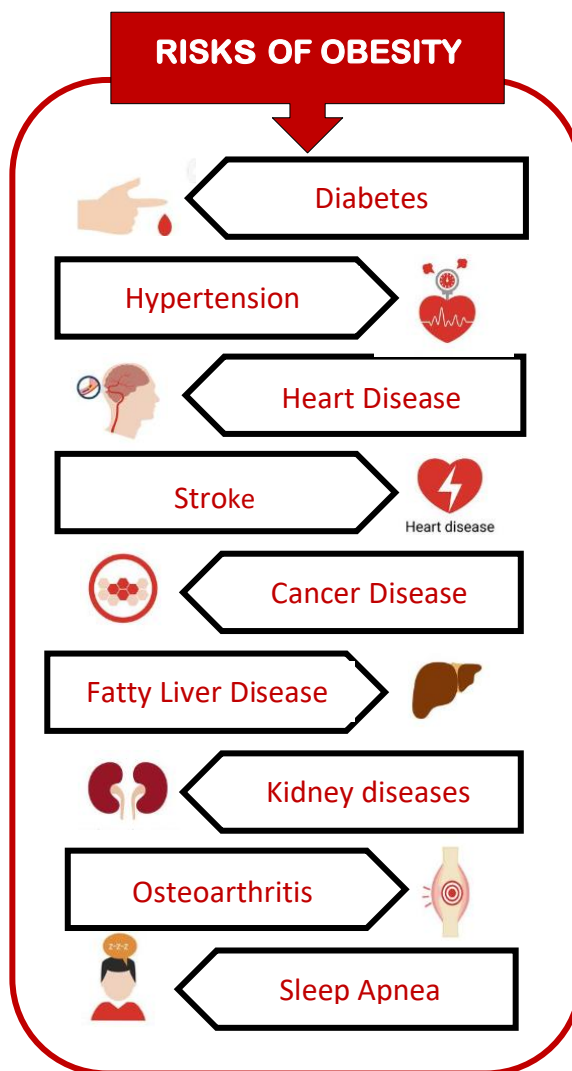 RISKS OF OBESITY
Diabetes
Hypertension
Heart Disease
Stroke
Heart disease
Cancer Disease
Fatty Liver Disease
Kidney diseases
Osteoarthritis
z-z-z
Sleep Apnea